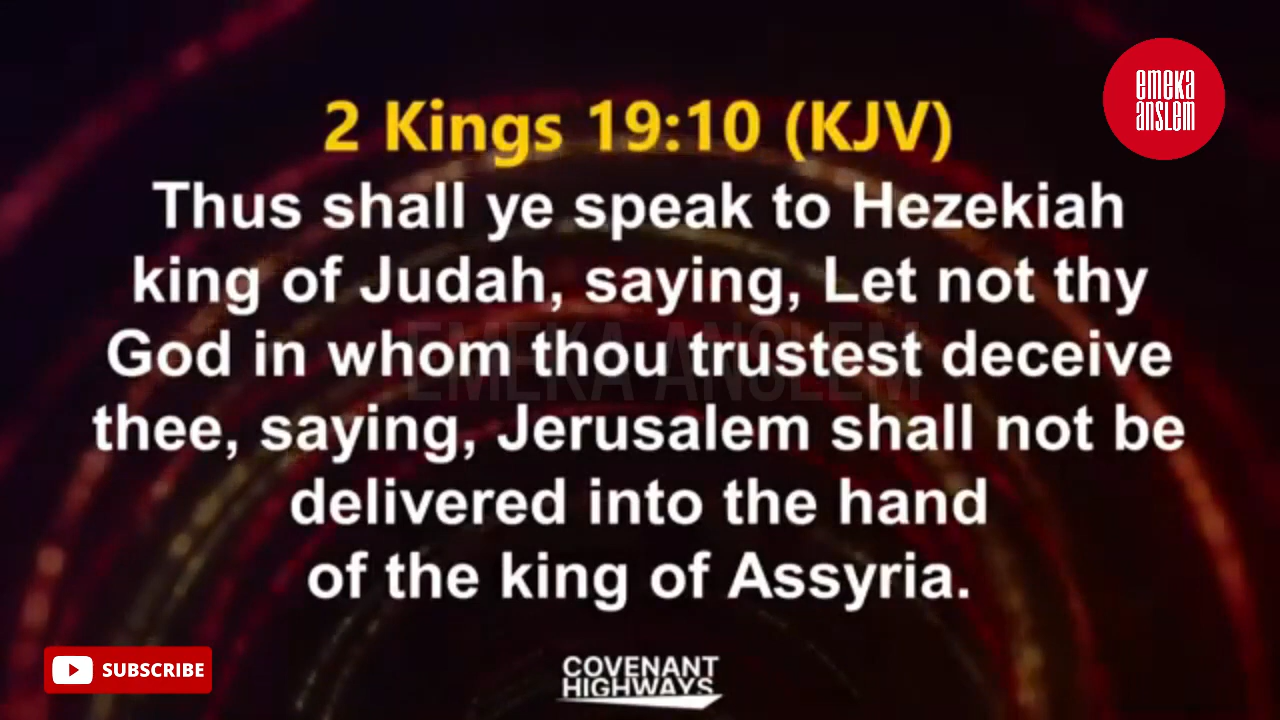 emeka
anslem
2 Kings 19:10 (KJV)
Thus shall ye speak to Hezekiah
king of Judah, saying, Let not thy
God in whom thou trustest deceive
EMEKA ANSLEM
thee, saying, Jerusalem shall not be
delivered into the hand
of the king of Assyria.
SUBSCRIBE
COVENANT
HIGHWAYS